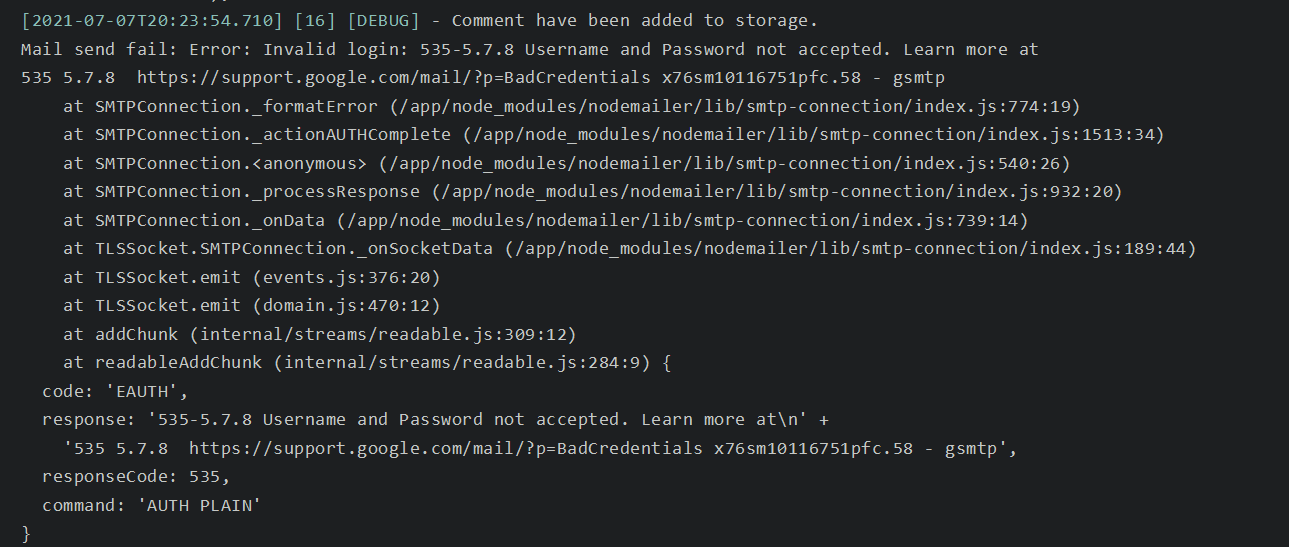 [2021-07-07T20:23:54.710] [16] [DEBUG] - Comment have been added to storage.
Mail send fail: Error: Invalid login: 535-5.7.8 Username and Password not accepted. Learn more at
535 5.7.8  https://support.google.com/mail/?p=BadCredentials x76sm10116751pfc.58 - gsmtp
    at SMTPConnection._formatError (/app/node_modules/nodemailer/lib/smtp-connection/index.js:774:19)
    at SMTPConnection._actionAUTHComplete (/app/node_modules/nodemailer/lib/smtp-connection/index.js:1513:34)
    at SMTPConnection.<anonymous> (/app/node_modules/nodemailer/lib/smtp-connection/index.js:540:26)
    at SMTPConnection._processResponse (/app/node_modules/nodemailer/lib/smtp-connection/index.js:932:20)
    at SMTPConnection._onData (/app/node_modules/nodemailer/lib/smtp-connection/index.js:739:14)
    at TLSSocket.SMTPConnection._onSocketData (/app/node_modules/nodemailer/lib/smtp-connection/index.js:189:44)
    at TLSSocket.emit (events.js:376:20)
    at TLSSocket.emit (domain.js:470:12)
    at addChunk (internal/streams/readable.js:309:12)
    at readableAddChunk (internal/streams/readable.js:284:9) {
  code: 'EAUTH',
  response: '535-5.7.8 Username and Password not accepted. Learn more at\n' +
    '535 5.7.8  https://support.google.com/mail/?p=BadCredentials x76sm10116751pfc.58 - gsmtp',
  responseCode: 535,
  command: 'AUTH PLAIN'
}